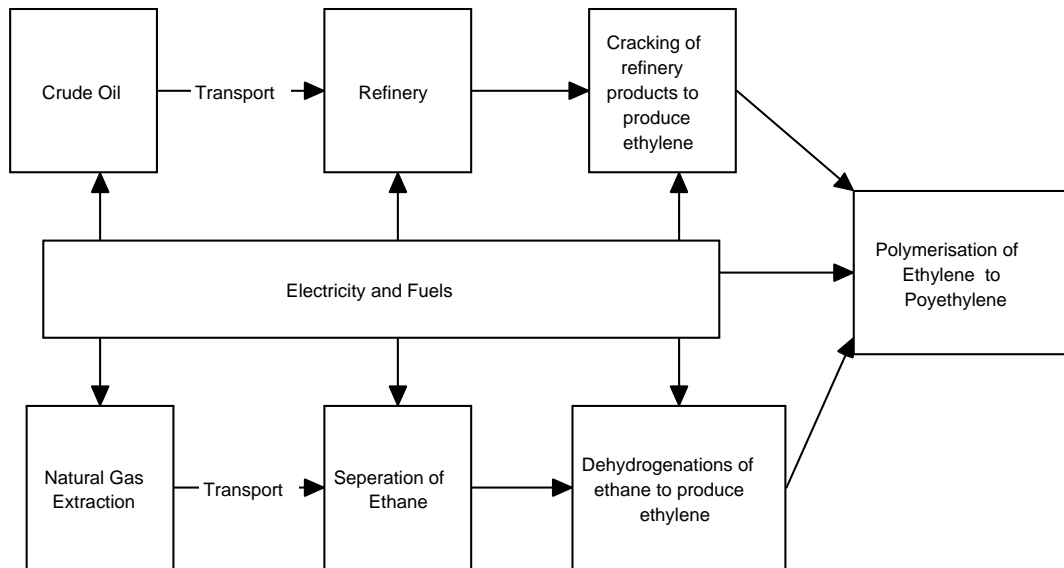 Crude Oil
Transport
Refinery
Cracking of
refinery
products to
produce
ethylene
Electricity and Fuels
Polymerisation of
Ethylene to
Poyethylene
Natural Gas
Extraction
Transport
Seperation of
Ethane
Dehydrogenations of
ethane to produce
ethylene